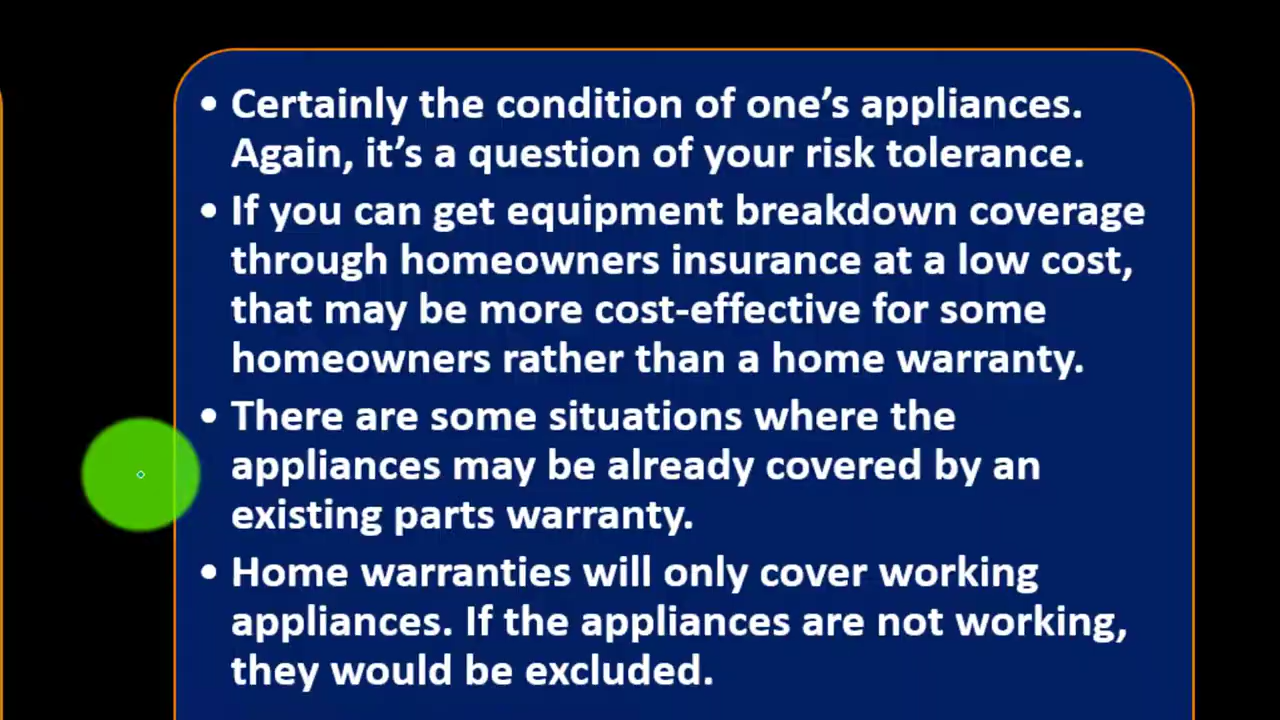 • Certainly the condition of one’s appliances.
Again, it’s a question of your risk tolerance.
• If you can get equipment breakdown coverage
through homeowners insurance at a low cost,
that may be more cost-effective for some
homeowners rather than a home warranty.
• There are some situations where the
appliances may be already covered by an
existing parts warranty.
• Home warranties will only cover working
appliances. If the appliances are not working,
they would be excluded.